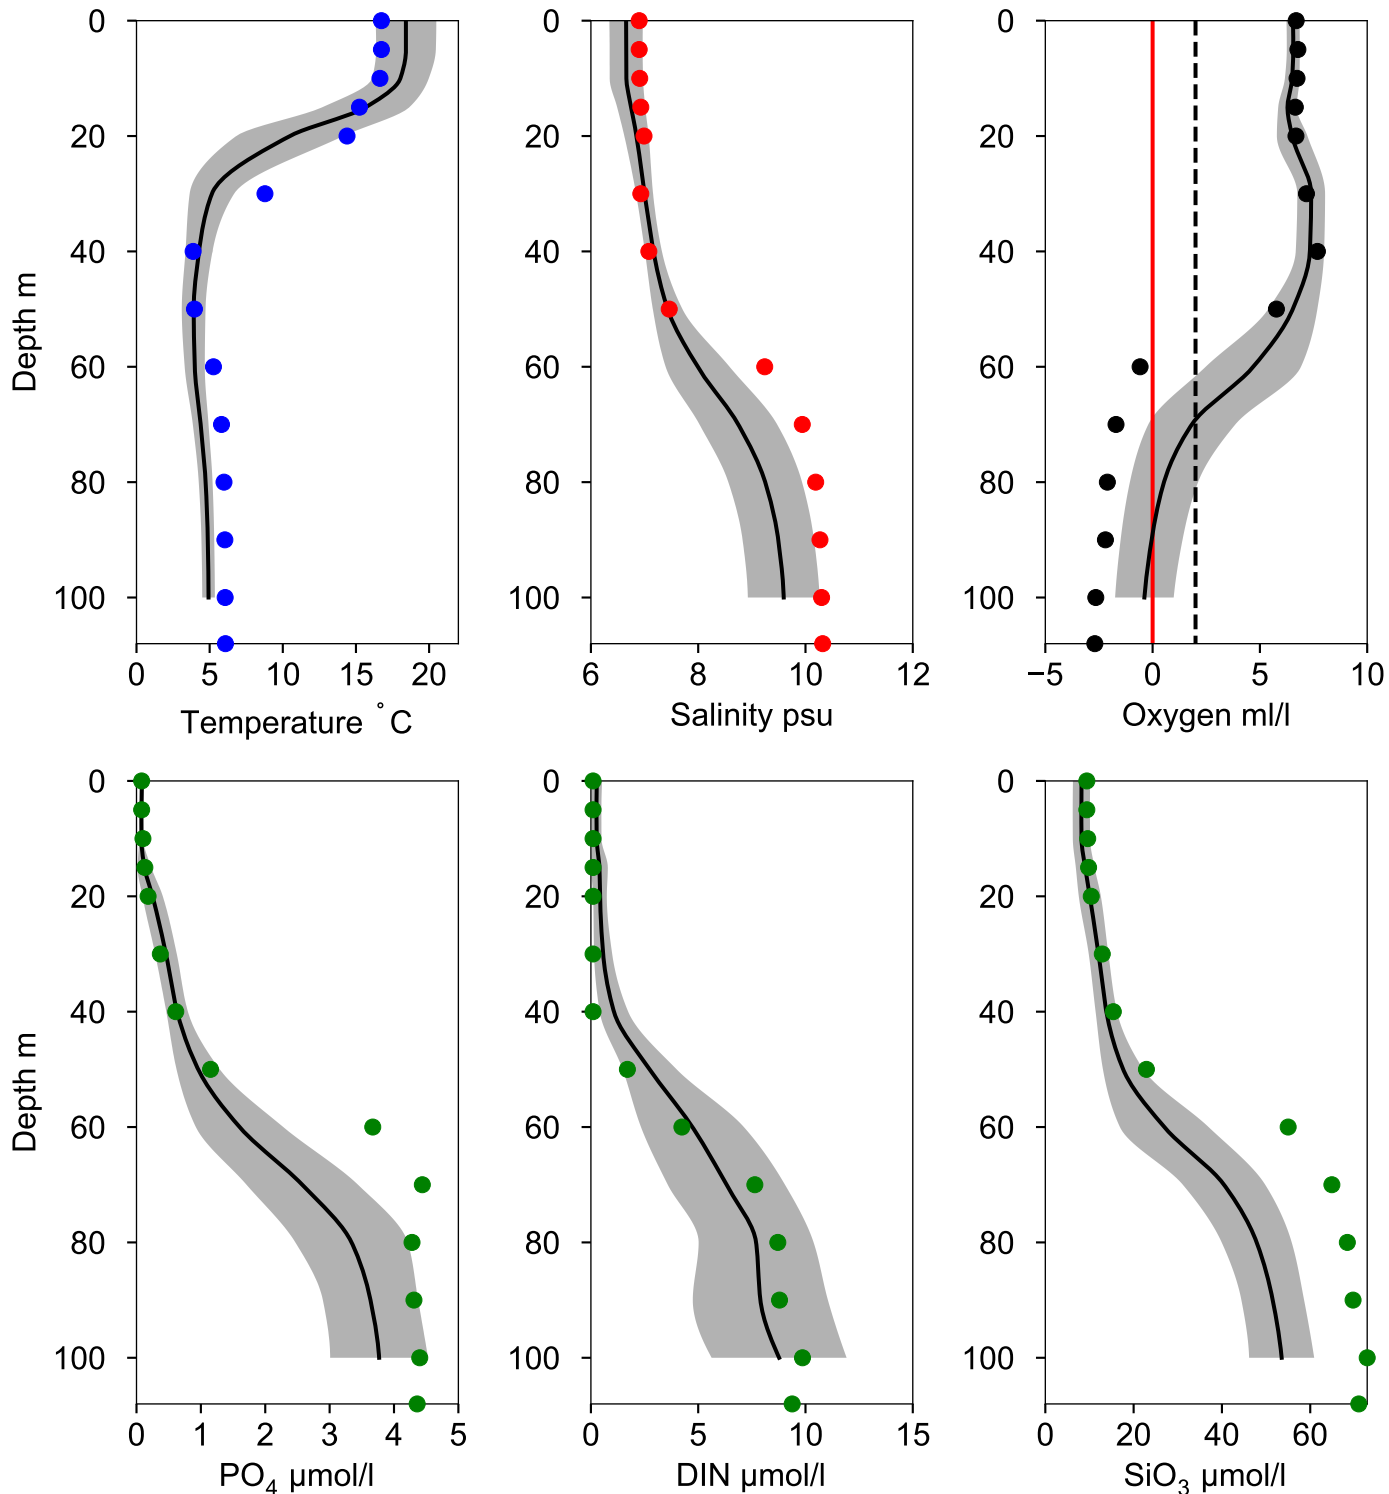 0
20
40
60
80
100
Depth m
0 5 10 15 20
Temperature °C
0
20
40
60
80
100
6 8 10 12
Salinity psu
0
20
40
60
80
100
−5 0 5 10
Oxygen ml/l
0
20
40
60
80
100
Depth m
0 1 2 3 4 5
PO₄ µmol/l
0
20
40
60
80
100
0 5 10 15
DIN µmol/l
0
20
40
60
80
100
0 20 40 60
SiO₃ µmol/l